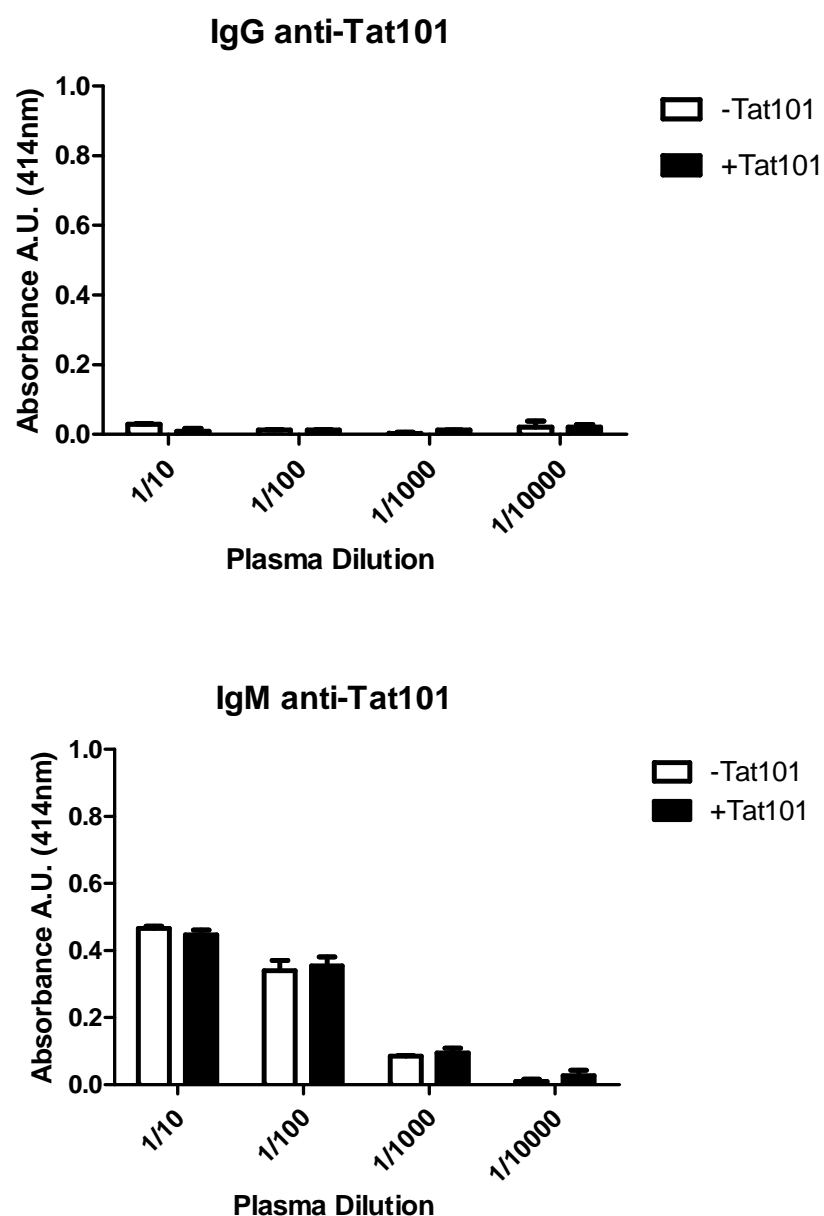 IgG anti-Tat101
Absorbance A.U. (414nm)
1.0
0.8
0.6
0.4
0.2
0.0
1/10
1/100
1/1000
1/10000
Plasma Dilution
-Tat101
+Tat101
IgM anti-Tat101
Absorbance A.U. (414nm)
1.0
0.8
0.6
0.4
0.2
0.0
1/10
1/100
1/1000
1/10000
Plasma Dilution
-Tat101
+Tat101